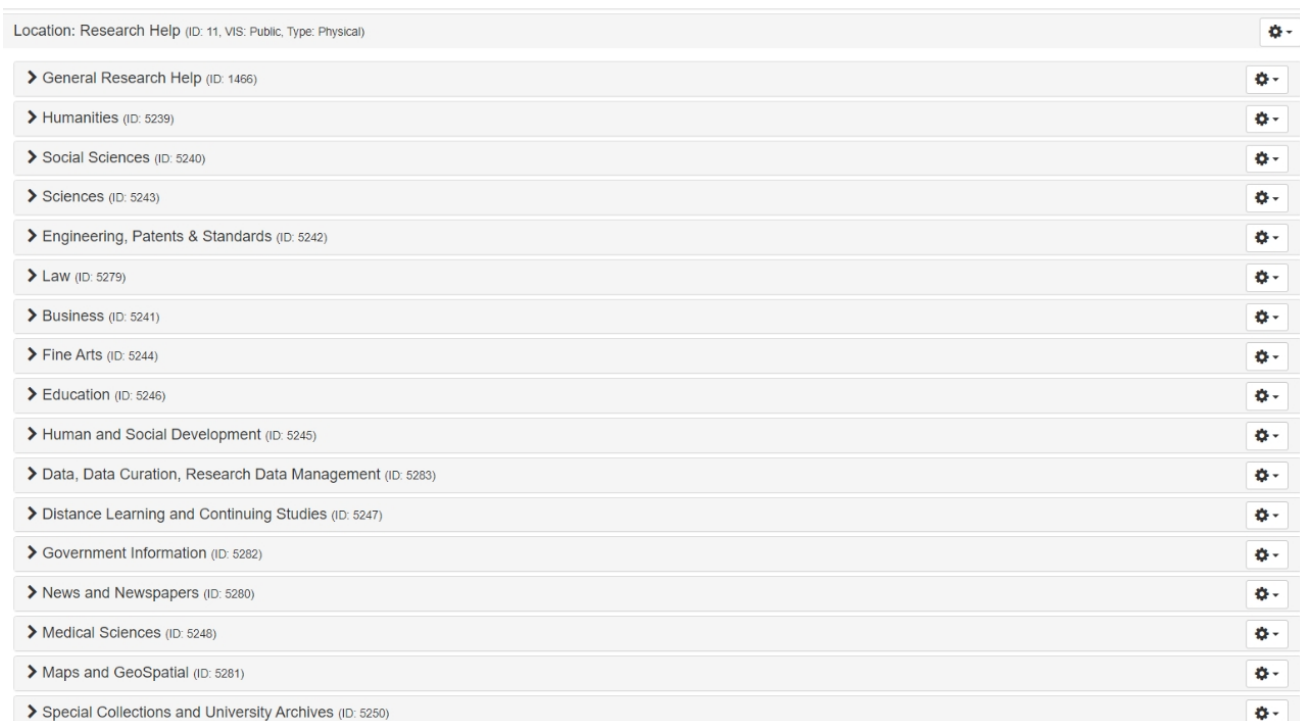 Location: Research Help (ID: 11, VIS: Public, Type: Physical)
General Research Help (ID: 1466)
Humanities (ID: 5239)
Social Sciences (ID: 5240)
Sciences (ID: 5243)
Engineering, Patents & Standards (ID: 5242)
Law (ID: 5279)
Business (ID: 5241)
Fine Arts (ID: 5244)
Education (ID: 5246)
Human and Social Development (ID: 5245)
Data, Data Curation, Research Data Management (ID: 5283)
Distance Learning and Continuing Studies (ID: 5247)
Government Information (ID: 5282)
News and Newspapers (ID: 5280)
Medical Sciences (ID: 5248)
Maps and GeoSpatial (ID: 5281)
Special Collections and University Archives (ID: 5250)